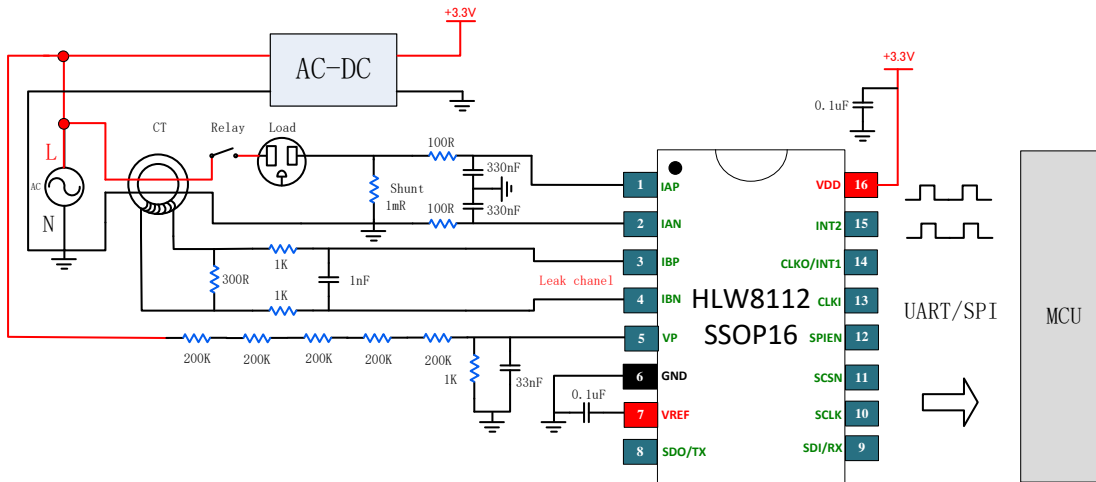 +3.3V
AC-DC
+3.3V
0.1uF
CT
Relay
Load
L
AC
N
100R
330nF
330nF
Shunt
1mR
100R
300R
1K
1K
1nF
Leak chanel
200K
200K
200K
200K
200K
1K
33nF
0.1uF
HLW8112
SSOP16
1 IAP
2 IAN
3 IBP
4 IBN
5 VP
6 GND
7 VREF
8 SDO/TX
VDD 16
INT2 15
CLKO/INT1 14
CLKI 13
SPIEN 12
SCSN 11
SCLK 10
SDI/RX 9
UART/SPI
MCU